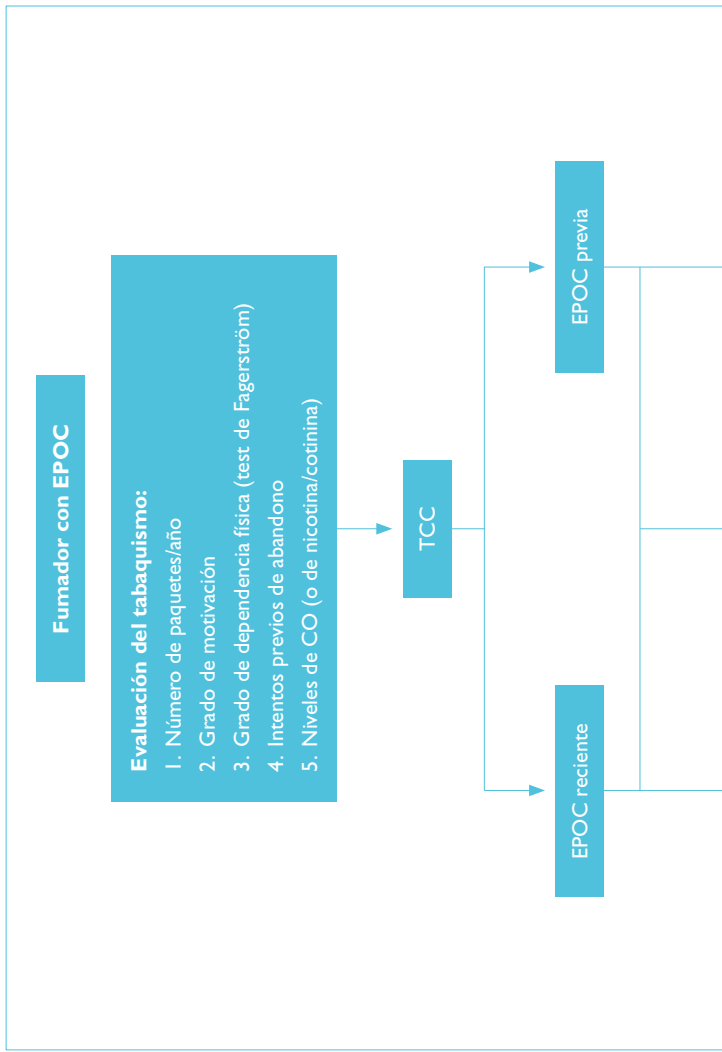 Fumador con EPOC
Evaluación del tabaquismo:
1. Número de paquetes/año
2. Grado de motivación
3. Grado de dependencia física (test de Fagerström)
4. Intentos previos de abandono
5. Niveles de CO (o de nicotina/cotinina)
TCC
EPOC reciente
EPOC previa